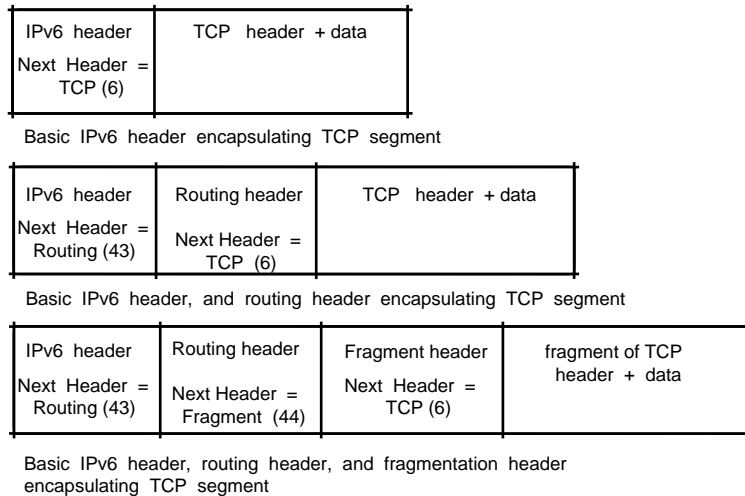 IPv6 header TCP header + data
Next Header =
TCP (6)
Basic IPv6 header encapsulating TCP segment
IPv6 header Routing header TCP header + data
Next Header = Next Header =
Routing (43) TCP (6)
Basic IPv6 header, and routing header encapsulating TCP segment
IPv6 header Routing header Fragment header fragment of TCP
header + data
Next Header = Next Header = Next Header =
Routing (43) Fragment (44) TCP (6)
Basic IPv6 header, routing header, and fragmentation header
encapsulating TCP segment